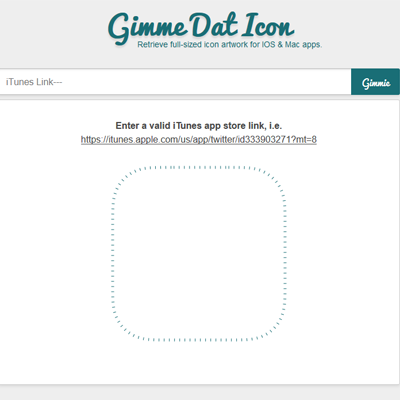 Gimme Dat Icon
Retrieve full-sized icon artwork for iOS & Mac apps.
iTunes Link---
Gimmie
Enter a valid iTunes app store link, i.e.
https://itunes.apple.com/us/app/twitter/id333903271?mt=8